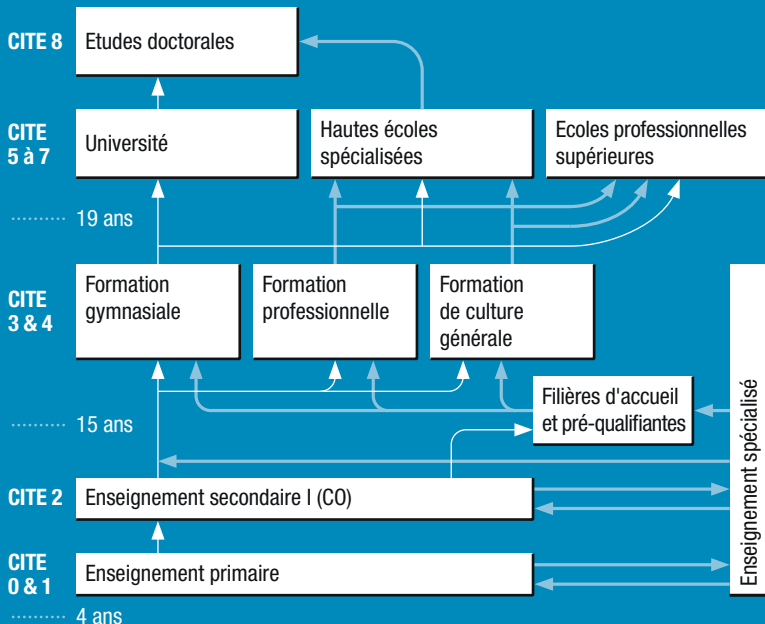 CITE 8
Etudes doctorales
CITE
5 à 7
Université
Hautes écoles
spécialisées
Ecoles professionnelles
supérieures
19 ans
CITE
3 & 4
Formation
gymnasiale
Formation
professionnelle
Formation
de culture
générale
Filières d'accueil
et pré-qualifiantes
15 ans
Enseignement spécialisé
CITE 2
Enseignement secondaire I (CO)
CITE
0 & 1
Enseignement primaire
4 ans